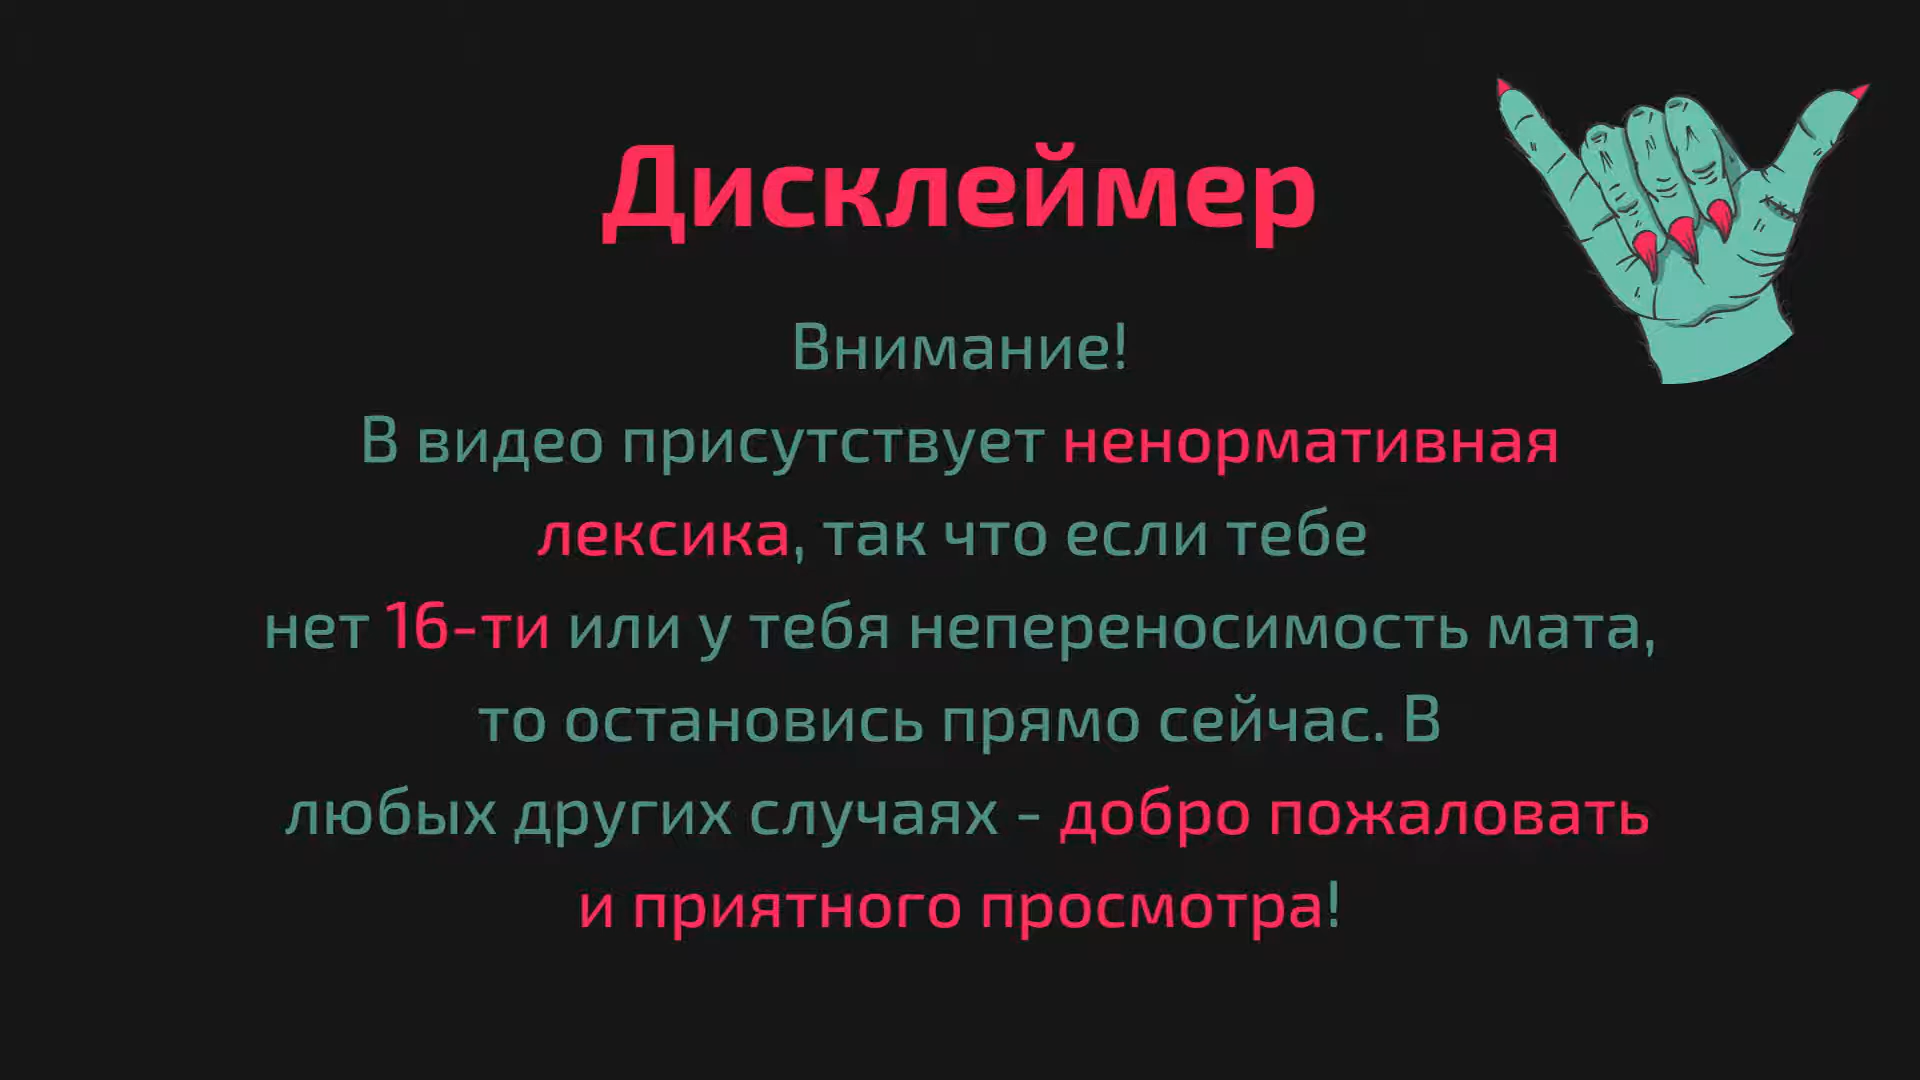 Дисклеймер
Внимание!
В видео присутствует ненормативная
лексика, так что если тебе
нет 16-ти или у тебя непереносимость мата,
то остановись прямо сейчас. В
любых других случаях - добро пожаловать
и приятного просмотра!